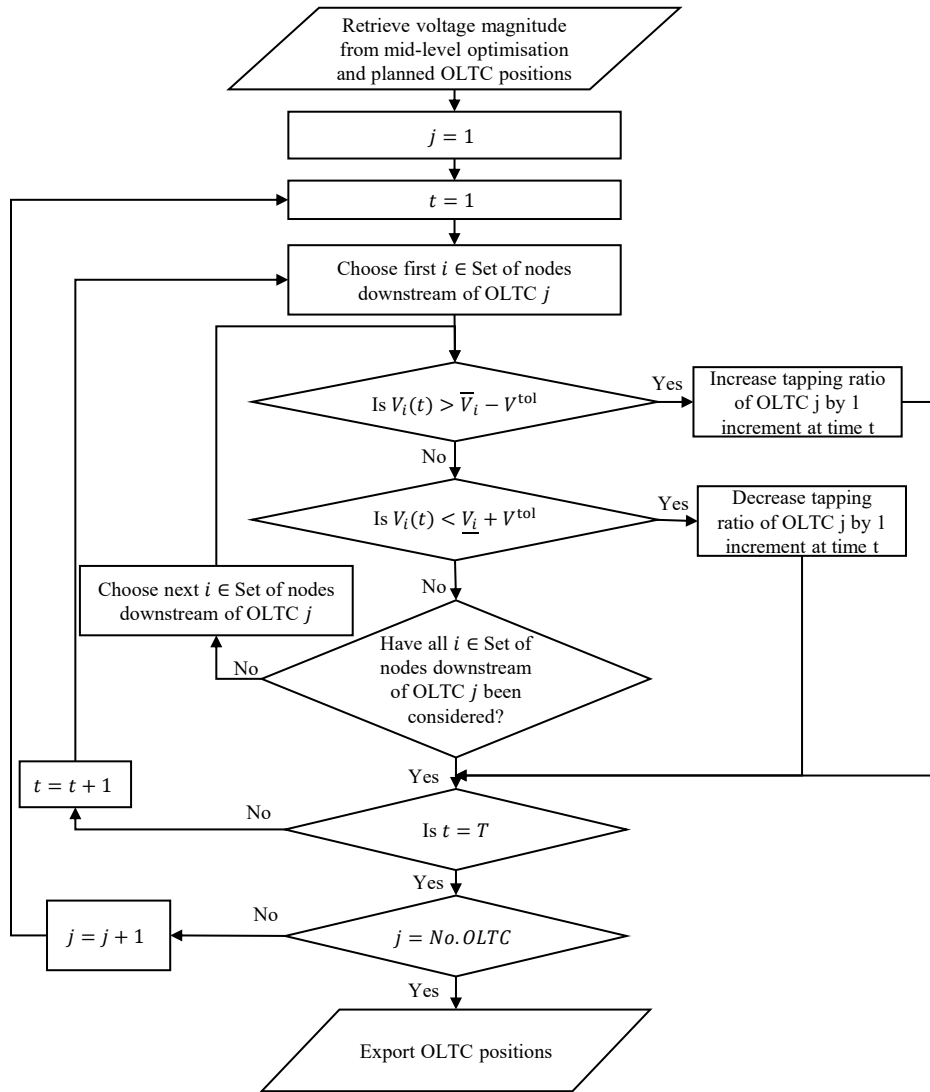 Retrieve voltage magnitude
from mid-level optimisation
and planned OLTC positions
j = 1
t = 1
Choose first i ∈ Set of nodes
downstream of OLTC j
Is V_i(t) > V̅_i − V^tol
Yes
Increase tapping ratio
of OLTC j by 1
increment at time t
No
Is V_i(t) < V̲_i + V^tol
Yes
Decrease tapping
ratio of OLTC j by 1
increment at time t
No
Choose next i ∈ Set of nodes
downstream of OLTC j
Have all i ∈ Set of
nodes downstream
of OLTC j been
considered?
No
Yes
t = t + 1
No
Is t = T
Yes
j = j + 1
No
j = No.OLTC
Yes
Export OLTC positions